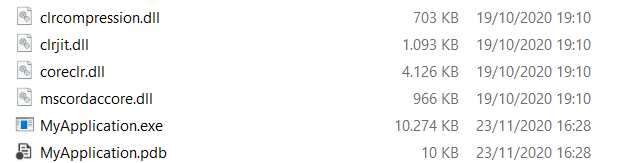 clrcompression.dll 703 KB 19/10/2020 19:10
clrjit.dll 1.093 KB 19/10/2020 19:10
coreclr.dll 4.126 KB 19/10/2020 19:10
mscordaccore.dll 966 KB 19/10/2020 19:10
MyApplication.exe 10.274 KB 23/11/2020 16:28
MyApplication.pdb 10 KB 23/11/2020 16:28